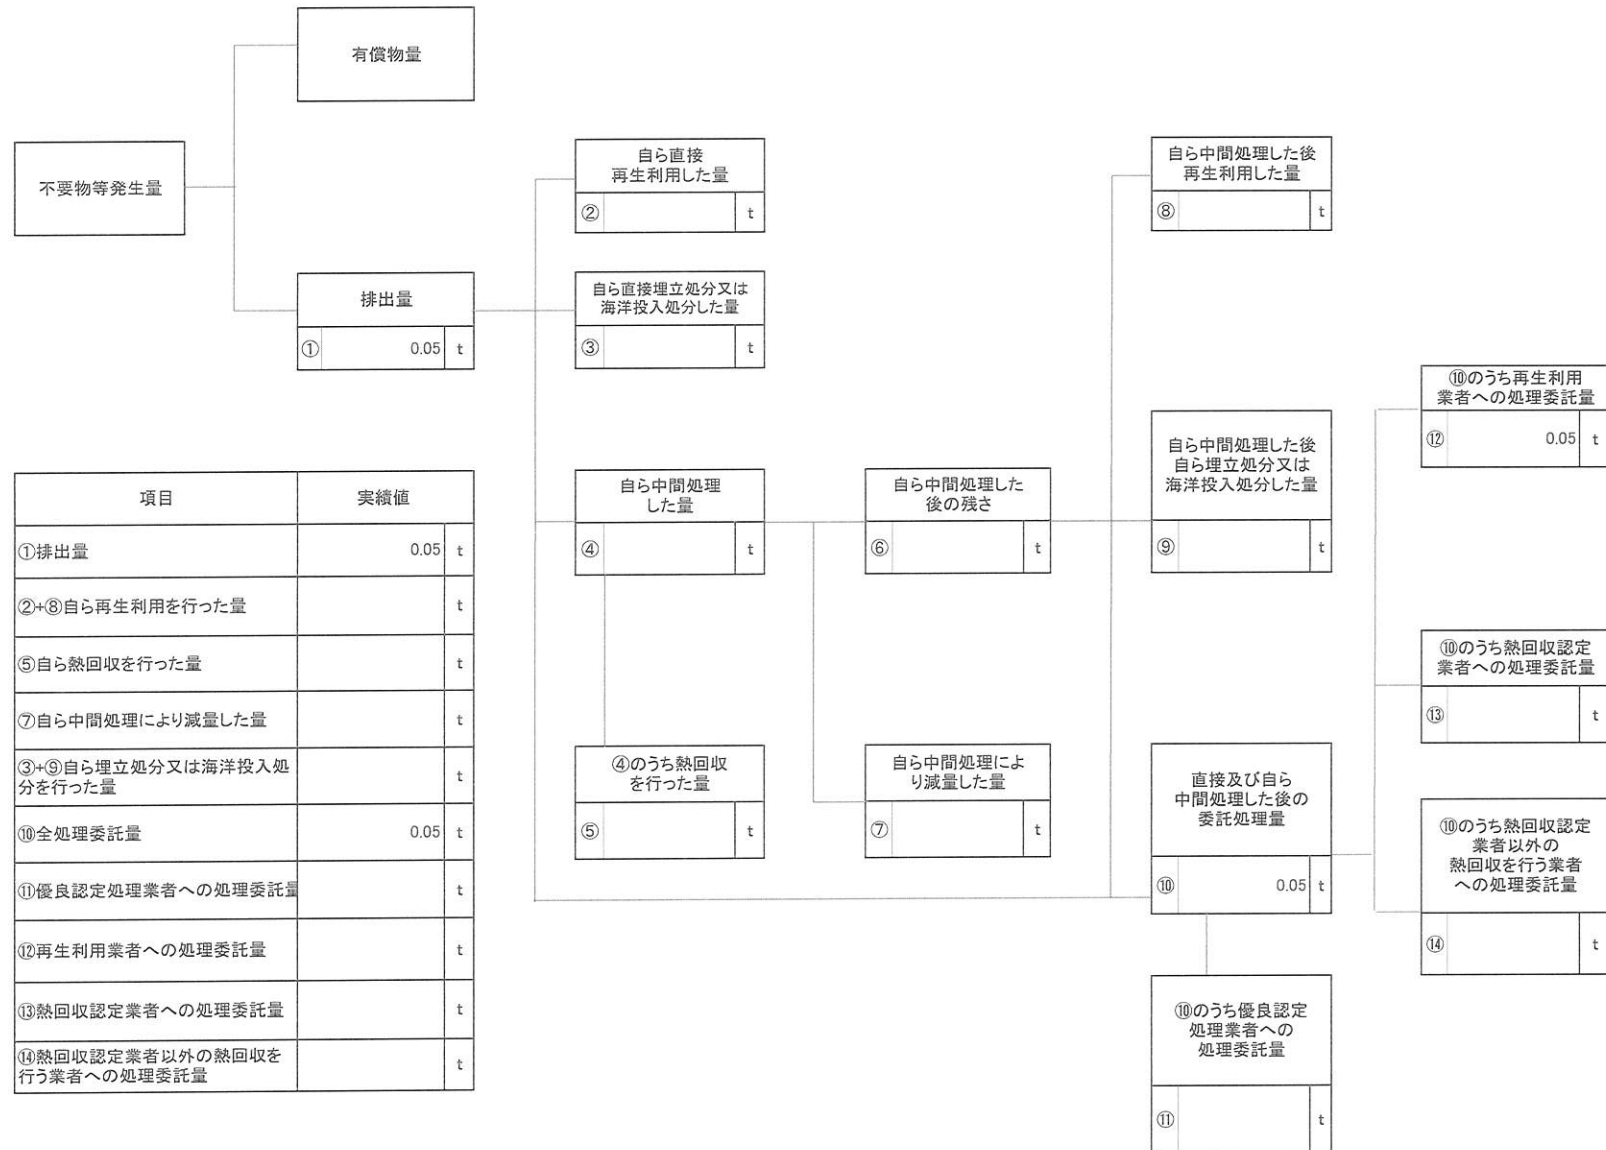 有償物量
不要物等発生量
排出量
① 0.05 t
自ら直接
再生利用した量
② t
自ら直接埋立処分又は
海洋投入処分した量
③ t
自ら中間処理
した量
④ t
④のうち熱回収
を行った量
⑤ t
自ら中間処理した
後の残さ
⑥ t
自ら中間処理によ
り減量した量
⑦ t
自ら中間処理した後
再生利用した量
⑧ t
自ら中間処理した後
自ら埋立処分又は
海洋投入処分した量
⑨ t
直接及び自ら
中間処理した後の
委託処理量
⑩ 0.05 t
⑩のうち優良認定
処理業者への
処理委託量
⑪ t
⑩のうち再生利用
業者への処理委託量
⑫ 0.05 t
⑩のうち熱回収認定
業者への処理委託量
⑬ t
⑩のうち熱回収認定
業者以外の
熱回収を行う業者
への処理委託量
⑭ t
項目 実績値
①排出量 0.05 t
②+⑧自ら再生利用を行った量 t
⑤自ら熱回収を行った量 t
⑦自ら中間処理により減量した量 t
③+⑨自ら埋立処分又は海洋投入処
分を行った量 t
⑩全処理委託量 0.05 t
⑪優良認定処理業者への処理委託量 t
⑫再生利用業者への処理委託量 t
⑬熱回収認定業者への処理委託量 t
⑭熱回収認定業者以外の熱回収を
行う業者への処理委託量 t